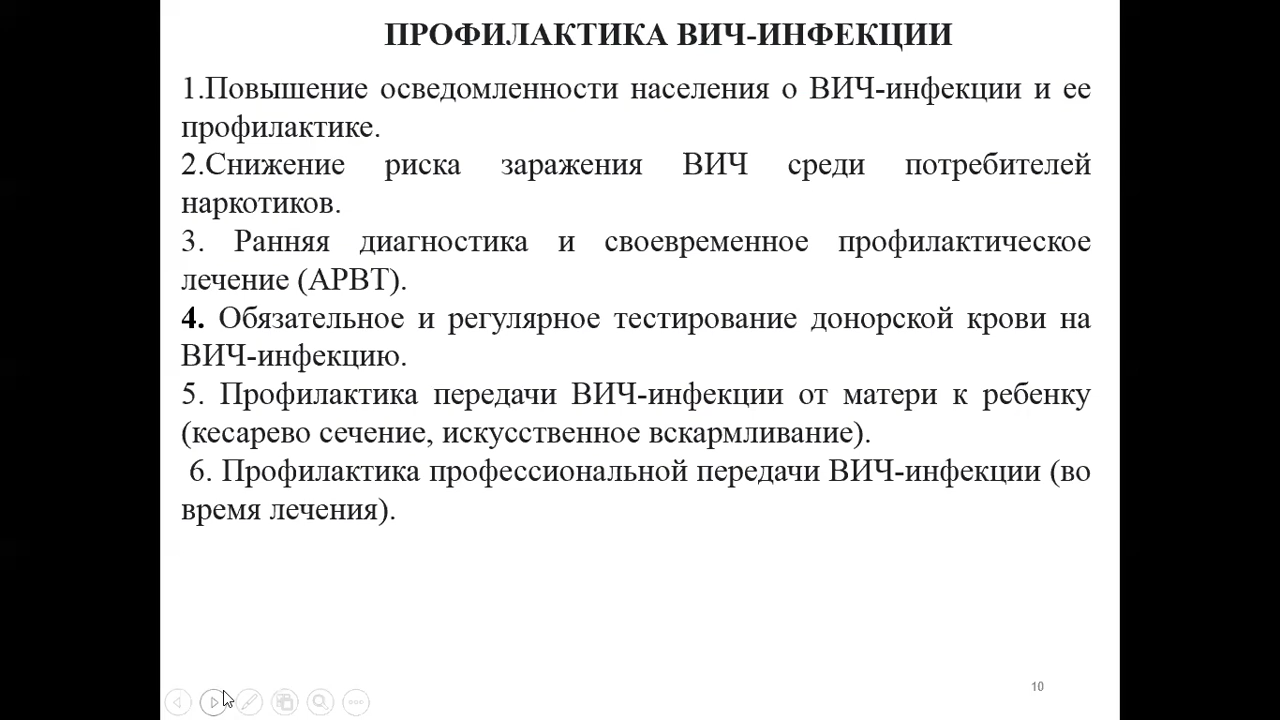 ПРОФИЛАКТИКА ВИЧ-ИНФЕКЦИИ
1.Повышение осведомленности населения о ВИЧ-инфекции и ее
профилактике.
2.Снижение риска заражения ВИЧ среди потребителей
наркотиков.
3. Ранняя диагностика и своевременное профилактическое
лечение (АРВТ).
4. Обязательное и регулярное тестирование донорской крови на
ВИЧ-инфекцию.
5. Профилактика передачи ВИЧ-инфекции от матери к ребенку
(кесарево сечение, искусственное вскармливание).
6. Профилактика профессиональной передачи ВИЧ-инфекции (во
время лечения).
10